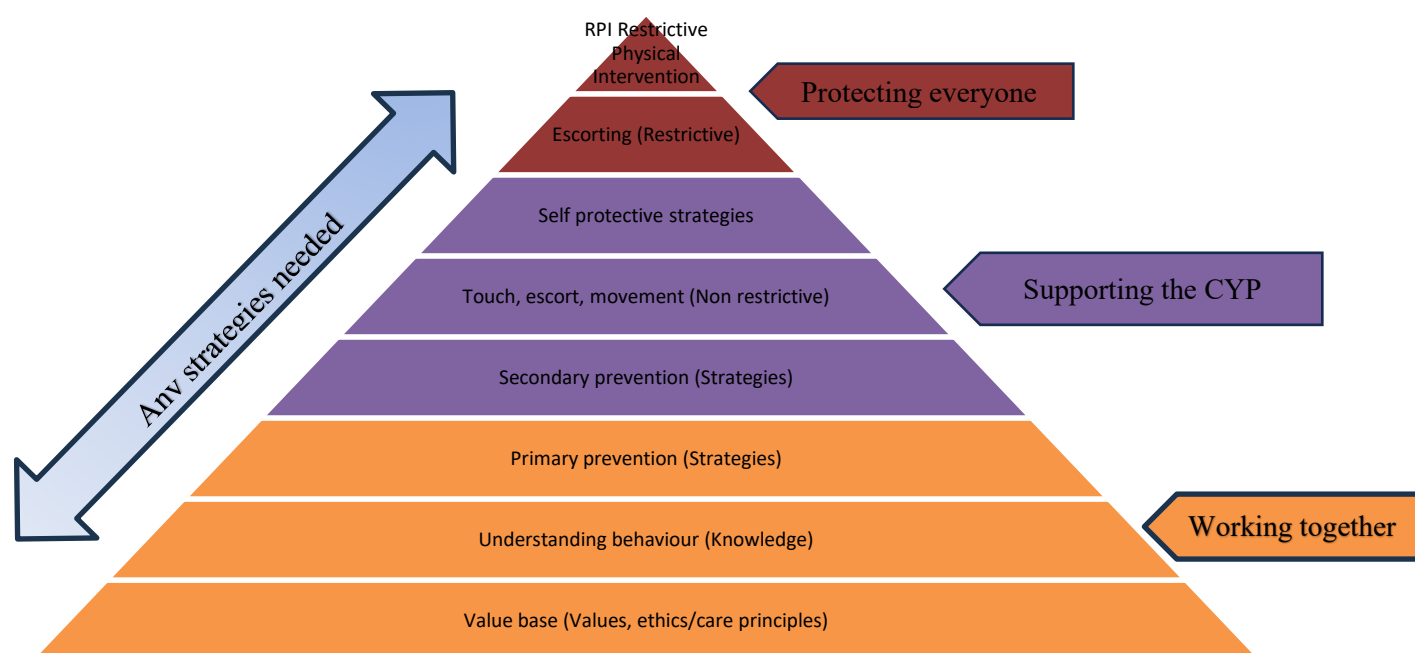 RPI Restrictive
Physical
Intervention
Protecting everyone
Escorting (Restrictive)
Self protective strategies
Touch, escort, movement (Non restrictive)
Supporting the CYP
Any strategies needed
Secondary prevention (Strategies)
Primary prevention (Strategies)
Understanding behaviour (Knowledge)
Working together
Value base (Values, ethics/care principles)